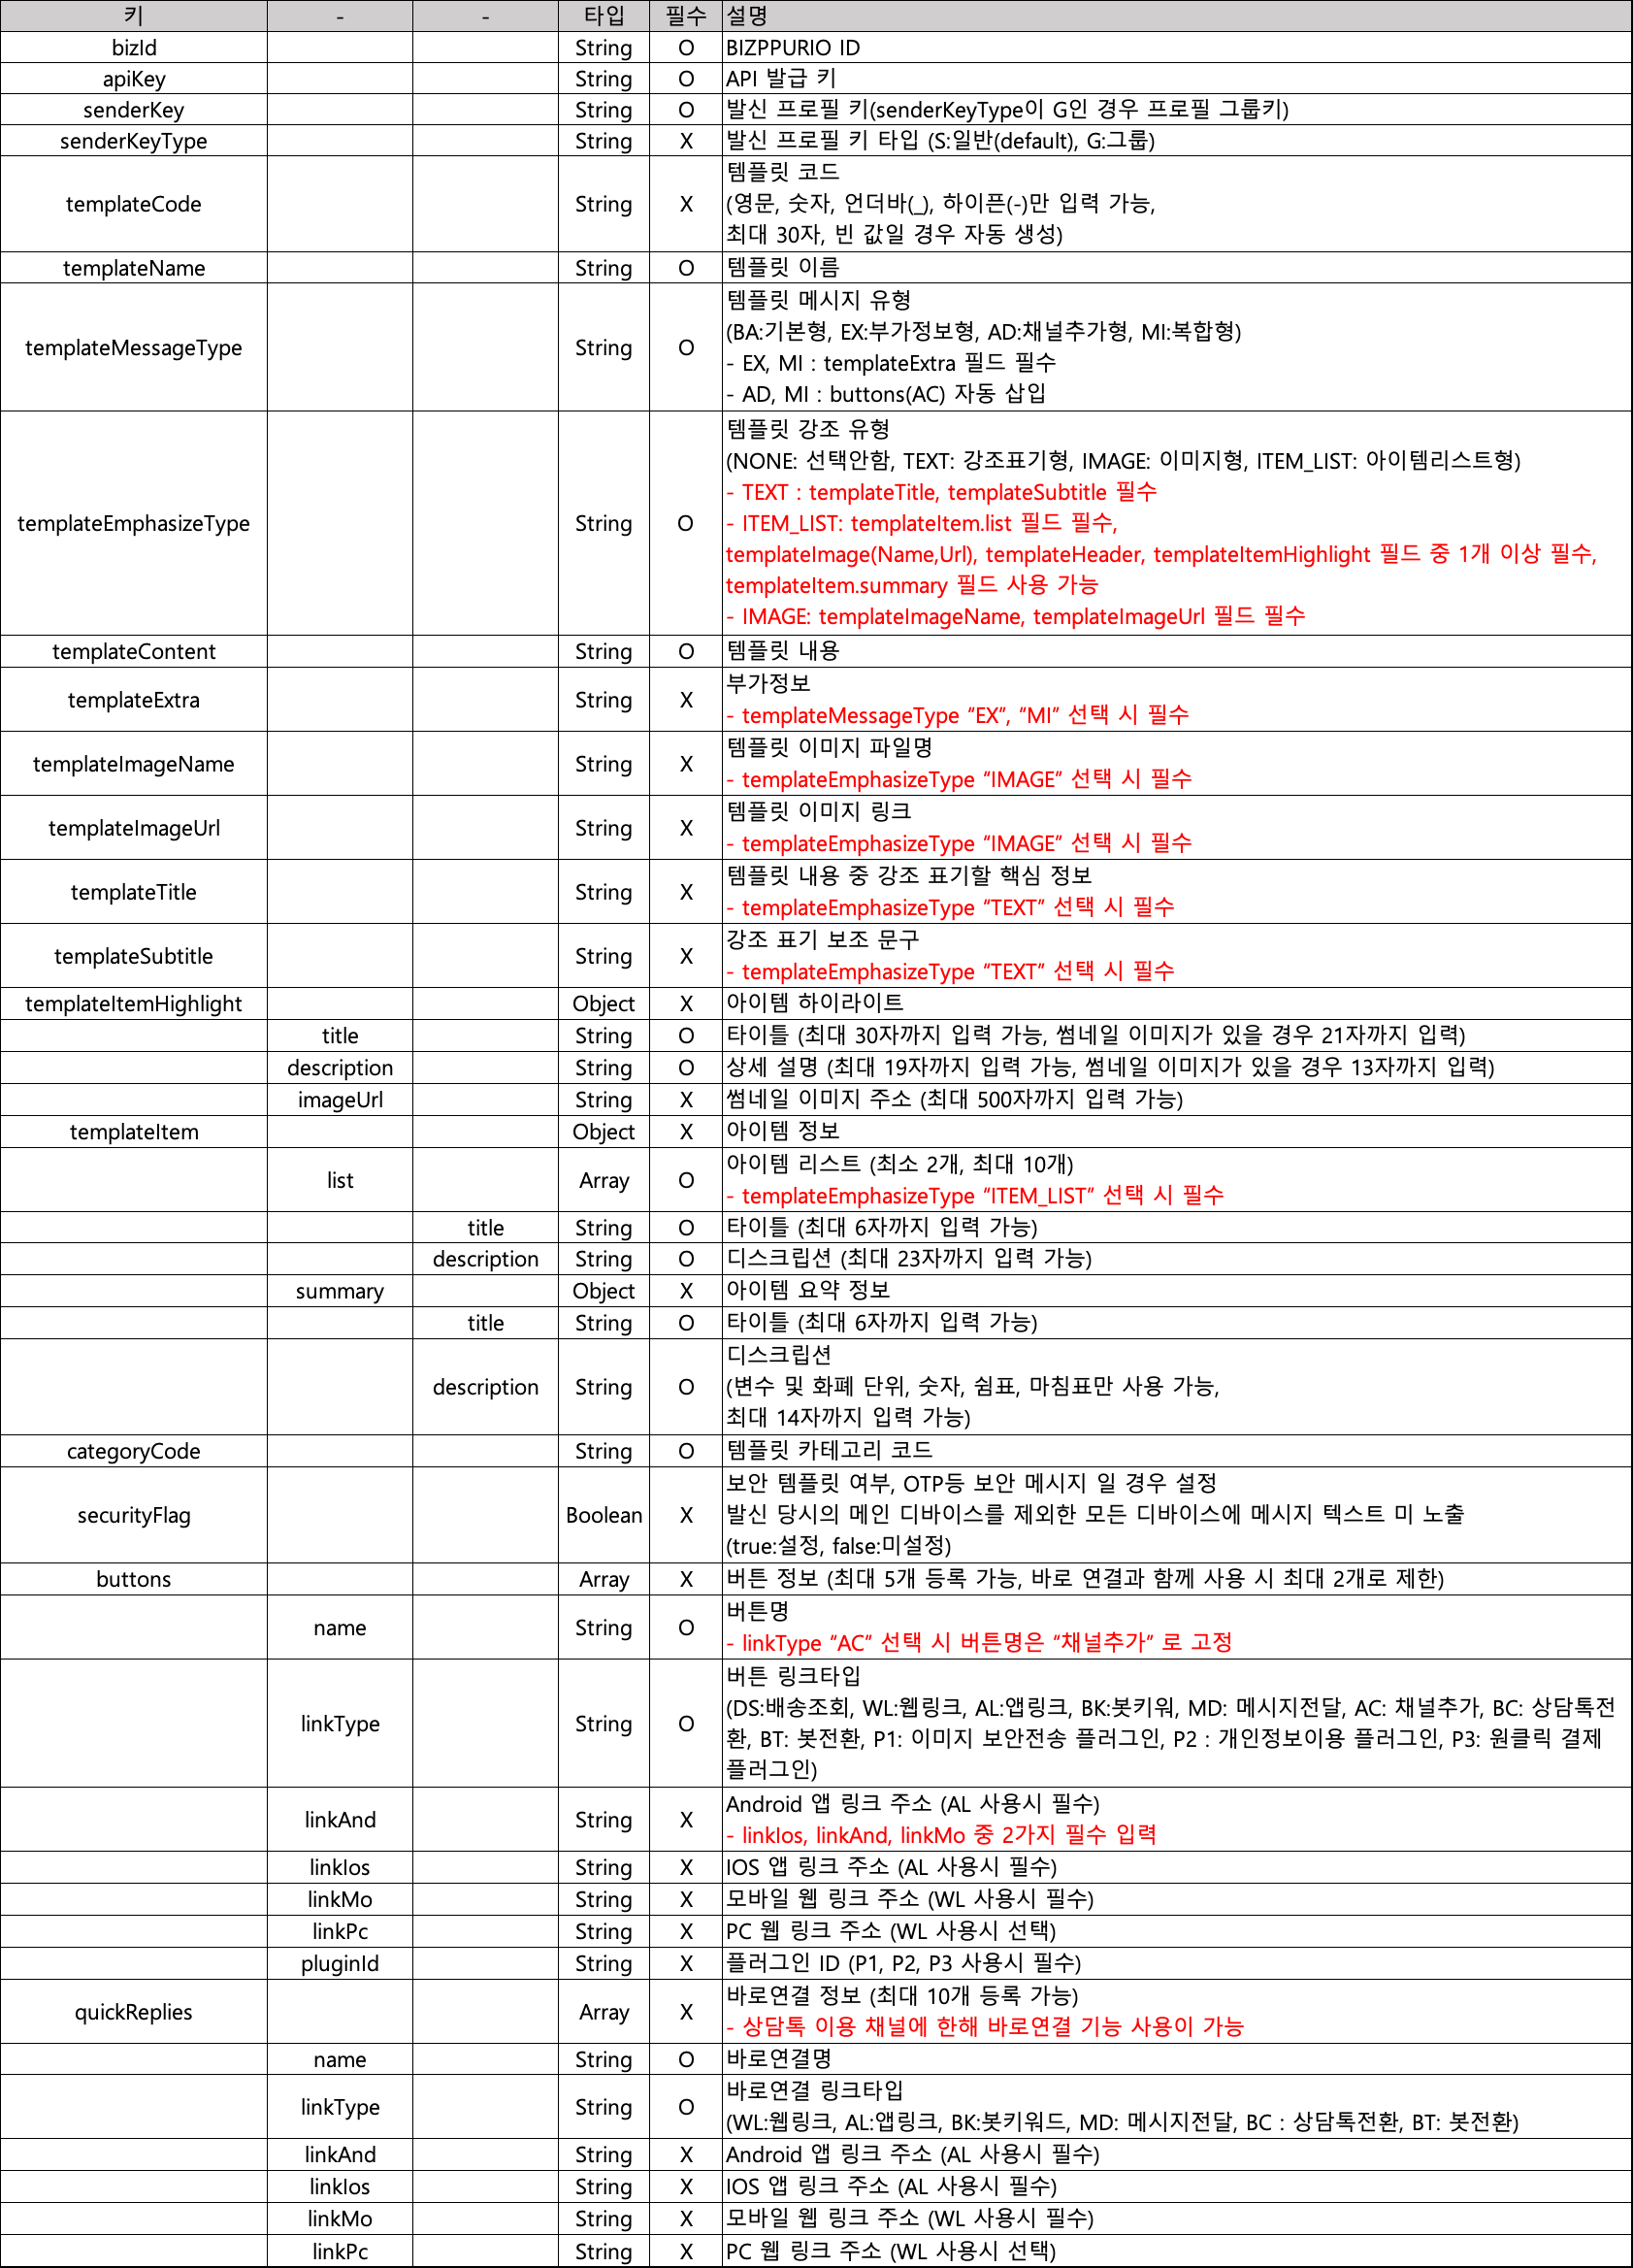 키 - - 타입 필수 설명
bizId String O BIZPPURIO ID
apiKey String O API 발급 키
senderKey String O 발신 프로필 키(senderKeyType이 G인 경우 프로필 그룹키)
senderKeyType String X 발신 프로필 키 타입 (S:일반(default), G:그룹)
templateCode String X 템플릿 코드
(영문, 숫자, 언더바(_), 하이픈(-)만 입력 가능,
최대 30자, 빈 값일 경우 자동 생성)
templateName String O 템플릿 이름
templateMessageType String O 템플릿 메시지 유형
(BA:기본형, EX:부가정보형, AD:채널추가형, MI:복합형)
- EX, MI : templateExtra 필드 필수
- AD, MI : buttons(AC) 자동 삽입
templateEmphasizeType String O 템플릿 강조 유형
(NONE: 선택안함, TEXT: 강조표기형, IMAGE: 이미지형, ITEM_LIST: 아이템리스트형)
- TEXT : templateTitle, templateSubtitle 필수
- ITEM_LIST: templateItem.list 필드 필수,
templateImage(Name,Url), templateHeader, templateItemHighlight 필드 중 1개 이상 필수,
templateItem.summary 필드 사용 가능
- IMAGE: templateImageName, templateImageUrl 필드 필수
templateContent String O 템플릿 내용
templateExtra String X 부가정보
- templateMessageType “EX”, “MI” 선택 시 필수
templateImageName String X 템플릿 이미지 파일명
- templateEmphasizeType “IMAGE” 선택 시 필수
templateImageUrl String X 템플릿 이미지 링크
- templateEmphasizeType “IMAGE” 선택 시 필수
templateTitle String X 템플릿 내용 중 강조 표기할 핵심 정보
- templateEmphasizeType “TEXT” 선택 시 필수
templateSubtitle String X 강조 표기 보조 문구
- templateEmphasizeType “TEXT” 선택 시 필수
templateItemHighlight Object X 아이템 하이라이트
title String O 타이틀 (최대 30자까지 입력 가능, 썸네일 이미지가 있을 경우 21자까지 입력)
description String O 상세 설명 (최대 19자까지 입력 가능, 썸네일 이미지가 있을 경우 13자까지 입력)
imageUrl String X 썸네일 이미지 주소 (최대 500자까지 입력 가능)
templateItem Object X 아이템 정보
list Array O 아이템 리스트 (최소 2개, 최대 10개)
- templateEmphasizeType “ITEM_LIST” 선택 시 필수
title String O 타이틀 (최대 6자까지 입력 가능)
description String O 디스크립션 (최대 23자까지 입력 가능)
summary Object X 아이템 요약 정보
title String O 타이틀 (최대 6자까지 입력 가능)
description String O 디스크립션
(변수 및 화폐 단위, 숫자, 쉼표, 마침표만 사용 가능,
최대 14자까지 입력 가능)
categoryCode String O 템플릿 카테고리 코드
securityFlag Boolean X 보안 템플릿 여부, OTP등 보안 메시지 일 경우 설정
발신 당시의 메인 디바이스를 제외한 모든 디바이스에 메시지 텍스트 미 노출
(true:설정, false:미설정)
buttons Array X 버튼 정보 (최대 5개 등록 가능, 바로 연결과 함께 사용 시 최대 2개로 제한)
name String O 버튼명
- linkType “AC” 선택 시 버튼명은 “채널추가” 로 고정
linkType String O 버튼 링크타입
(DS:배송조회, WL:웹링크, AL:앱링크, BK:봇키워, MD: 메시지전달, AC: 채널추가, BC: 상담톡전
환, BT: 봇전환, P1: 이미지 보안전송 플러그인, P2 : 개인정보이용 플러그인, P3: 원클릭 결제
플러그인)
linkAnd String X Android 앱 링크 주소 (AL 사용시 필수)
- linkIos, linkAnd, linkMo 중 2가지 필수 입력
linkIos String X IOS 앱 링크 주소 (AL 사용시 필수)
linkMo String X 모바일 웹 링크 주소 (WL 사용시 필수)
linkPc String X PC 웹 링크 주소 (WL 사용시 선택)
pluginId String X 플러그인 ID (P1, P2, P3 사용시 필수)
quickReplies Array X 바로연결 정보 (최대 10개 등록 가능)
- 상담톡 이용 채널에 한해 바로연결 기능 사용이 가능
name String O 바로연결명
linkType String O 바로연결 링크타입
(WL:웹링크, AL:앱링크, BK:봇키워드, MD: 메시지전달, BC : 상담톡전환, BT: 봇전환)
linkAnd String X Android 앱 링크 주소 (AL 사용시 필수)
linkIos String X IOS 앱 링크 주소 (AL 사용시 필수)
linkMo String X 모바일 웹 링크 주소 (WL 사용시 필수)
linkPc String X PC 웹 링크 주소 (WL 사용시 선택)